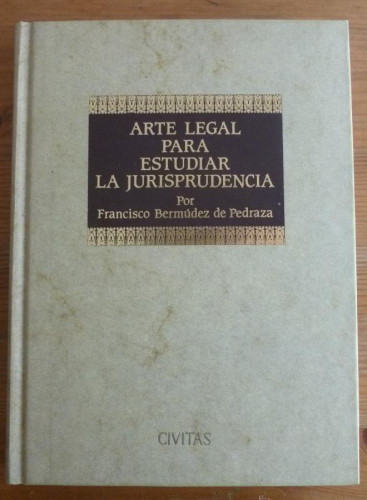 ARTE LEGAL
PARA
ESTUDIAR
LA JURISPRUDENCIA
Por
Francisco Bermúdez de Pedraza
CIVITAS